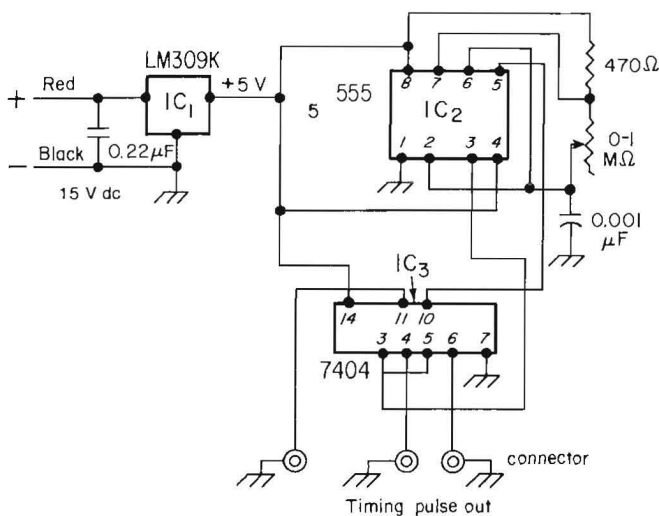 LM309K
Red
+
IC1
+5 V
5
555
8 7 6 5
IC2
1 2 3 4
470Ω
0-1
MΩ
Black
−
0.22μF
15 V dc
0.001
μF
IC3
14 11 10
3 4 5 6 7
7404
connector
Timing pulse out